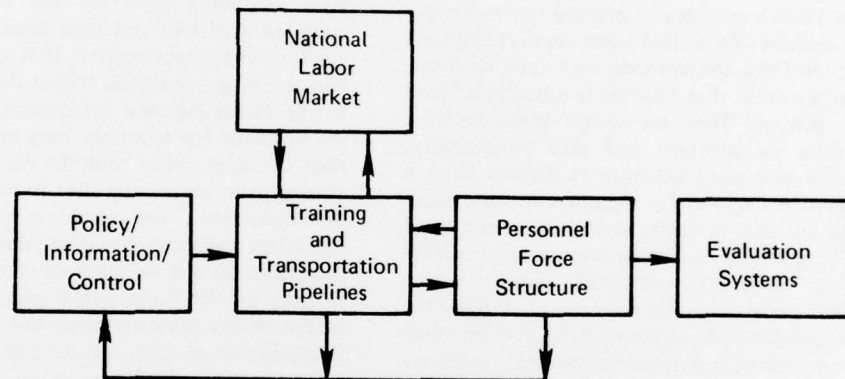 National
Labor
Market
Policy/
Information/
Control
Training
and
Transportation
Pipelines
Personnel
Force
Structure
Evaluation
Systems